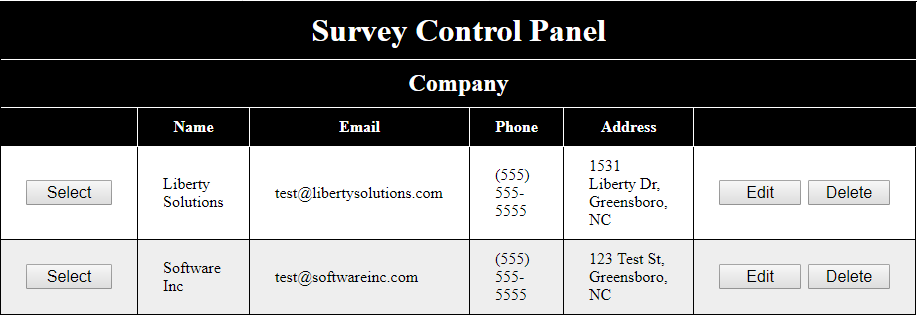 Survey Control Panel
Company
Name Email Phone Address
Select Liberty Solutions test@libertysolutions.com (555) 555-5555 1531 Liberty Dr, Greensboro, NC Edit Delete
Select Software Inc test@softwareinc.com (555) 555-5555 123 Test St, Greensboro, NC Edit Delete